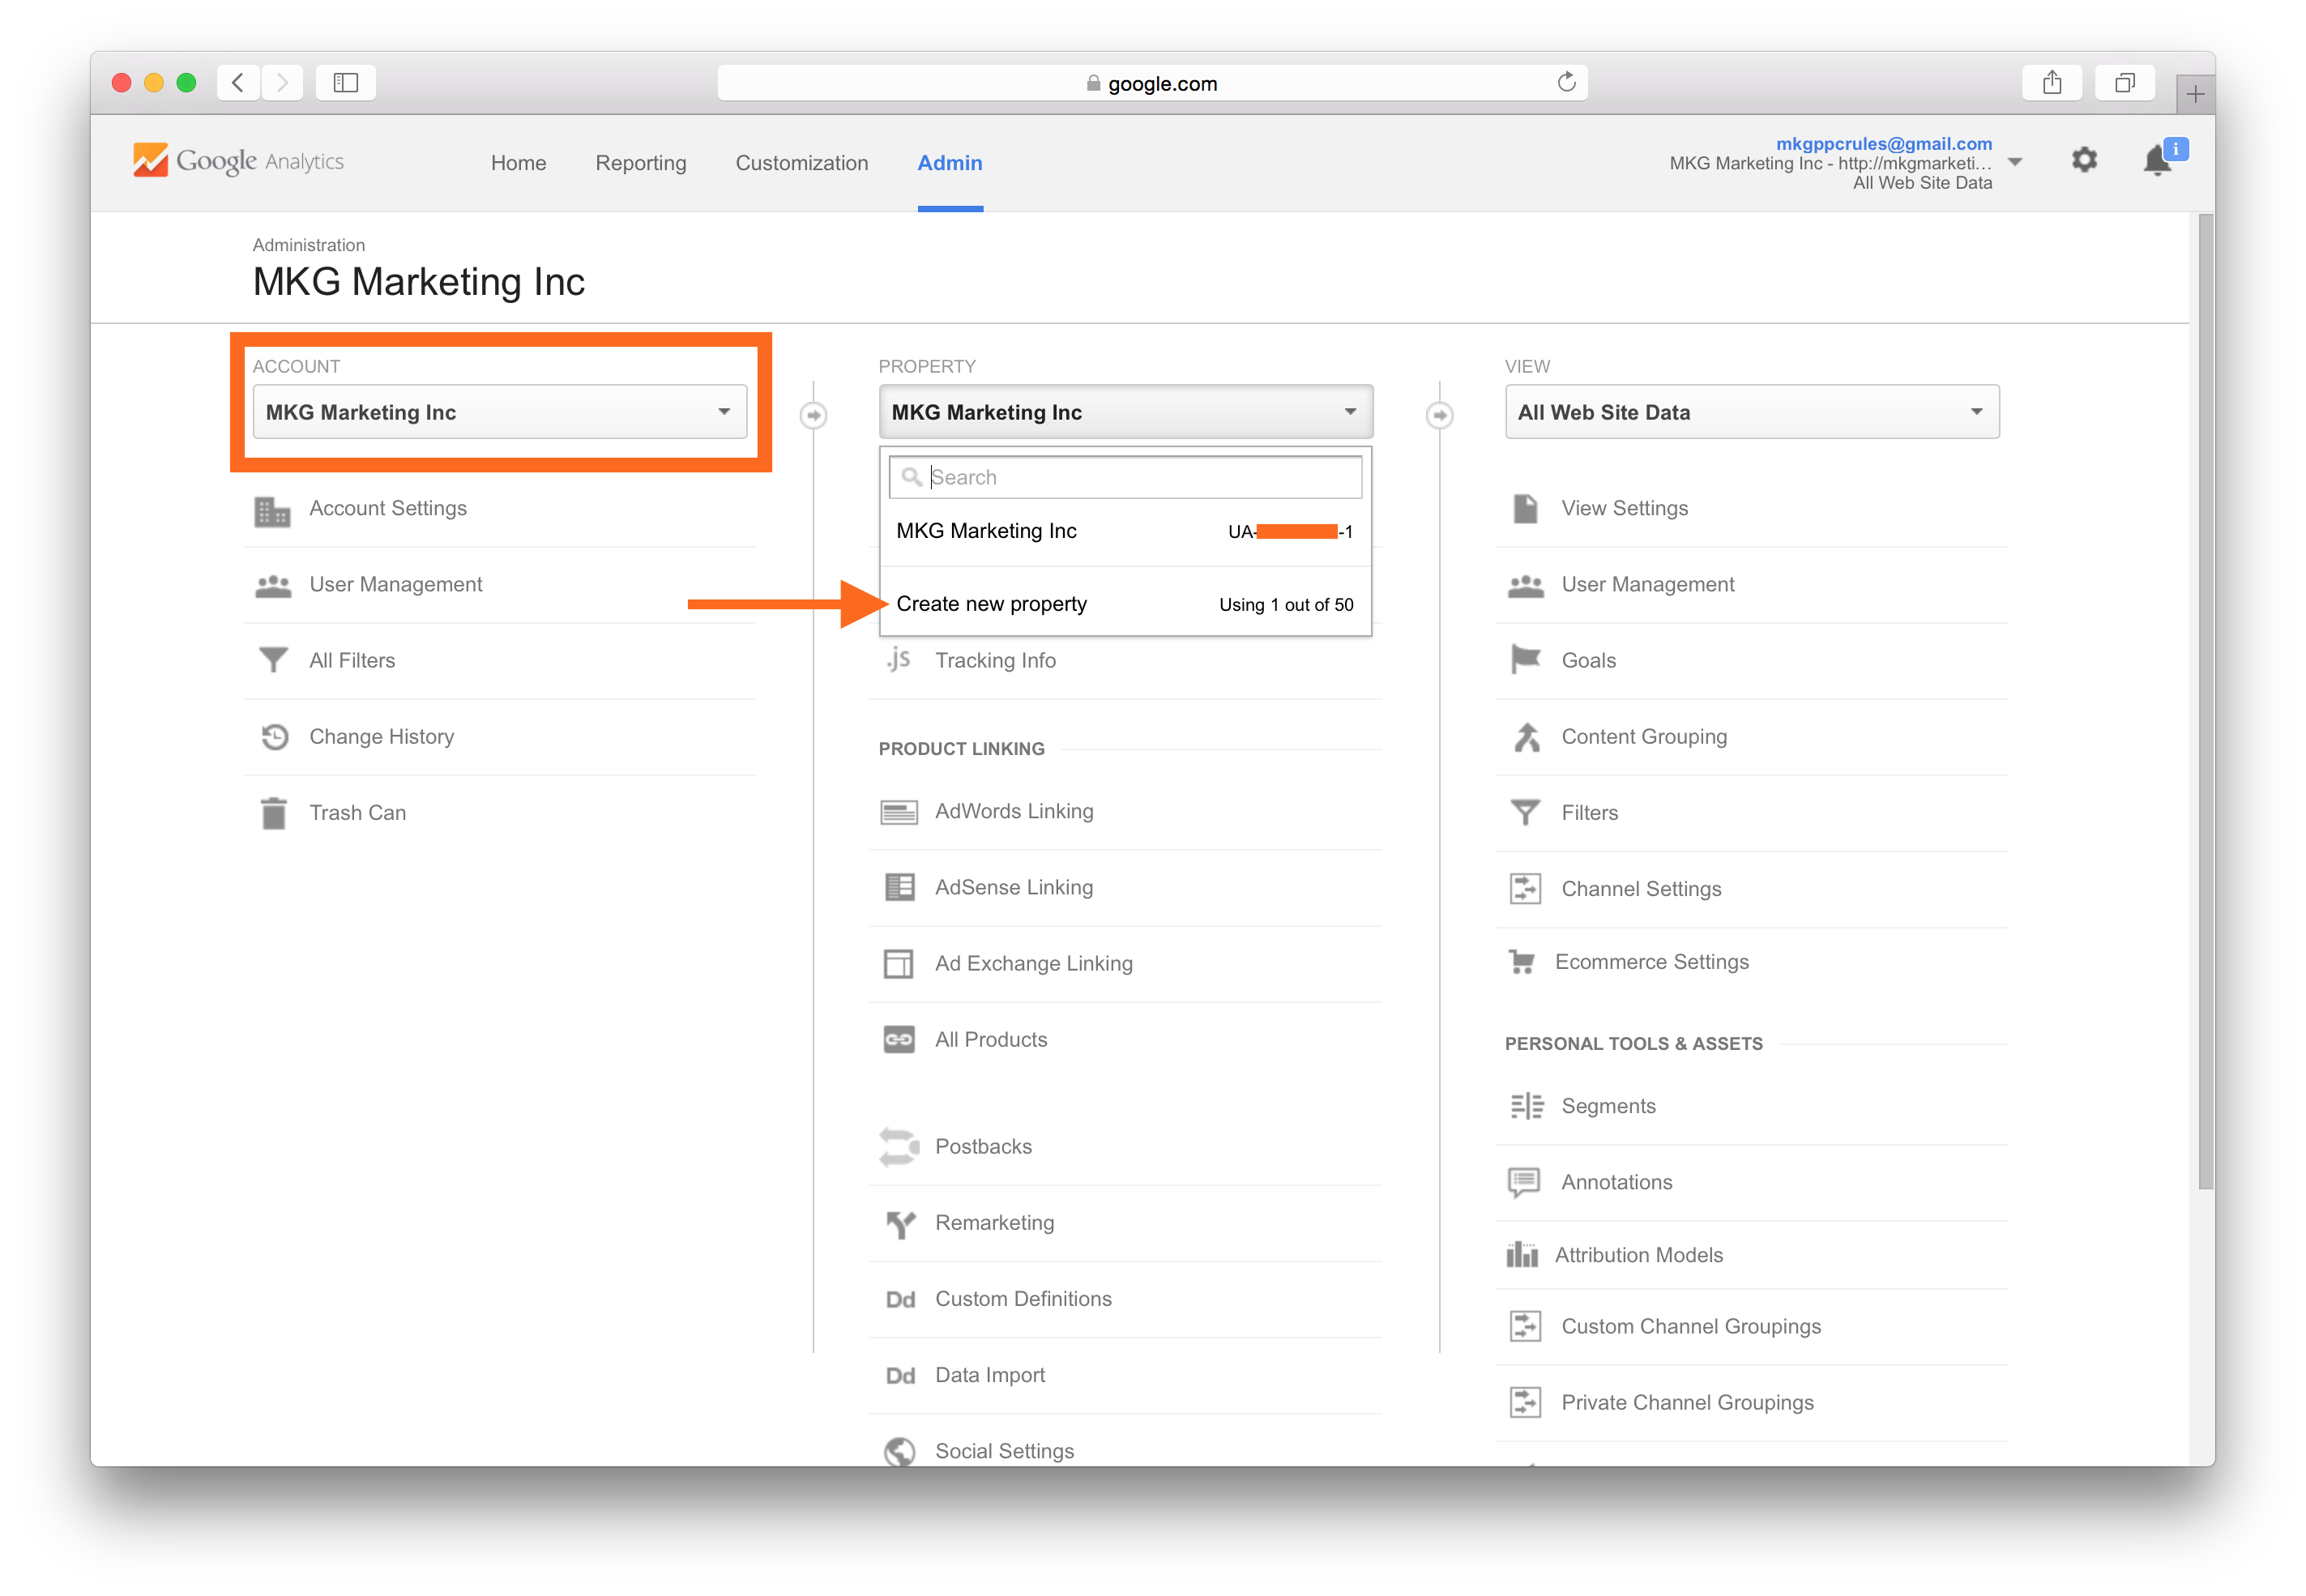 google.com
Google Analytics
Home
Reporting
Customization
Admin
mkgppcrules@gmail.com
MKG Marketing Inc - http://mkgmarketi...
All Web Site Data
i
Administration
MKG Marketing Inc
ACCOUNT
MKG Marketing Inc
Account Settings
User Management
All Filters
Change History
Trash Can
PROPERTY
MKG Marketing Inc
Search
MKG Marketing Inc UA- -1
Create new property Using 1 out of 50
.js Tracking Info
PRODUCT LINKING
AdWords Linking
AdSense Linking
Ad Exchange Linking
All Products
Postbacks
Remarketing
Dd Custom Definitions
Dd Data Import
Social Settings
VIEW
All Web Site Data
View Settings
User Management
Goals
Content Grouping
Filters
Channel Settings
Ecommerce Settings
PERSONAL TOOLS & ASSETS
Segments
Annotations
Attribution Models
Custom Channel Groupings
Private Channel Groupings